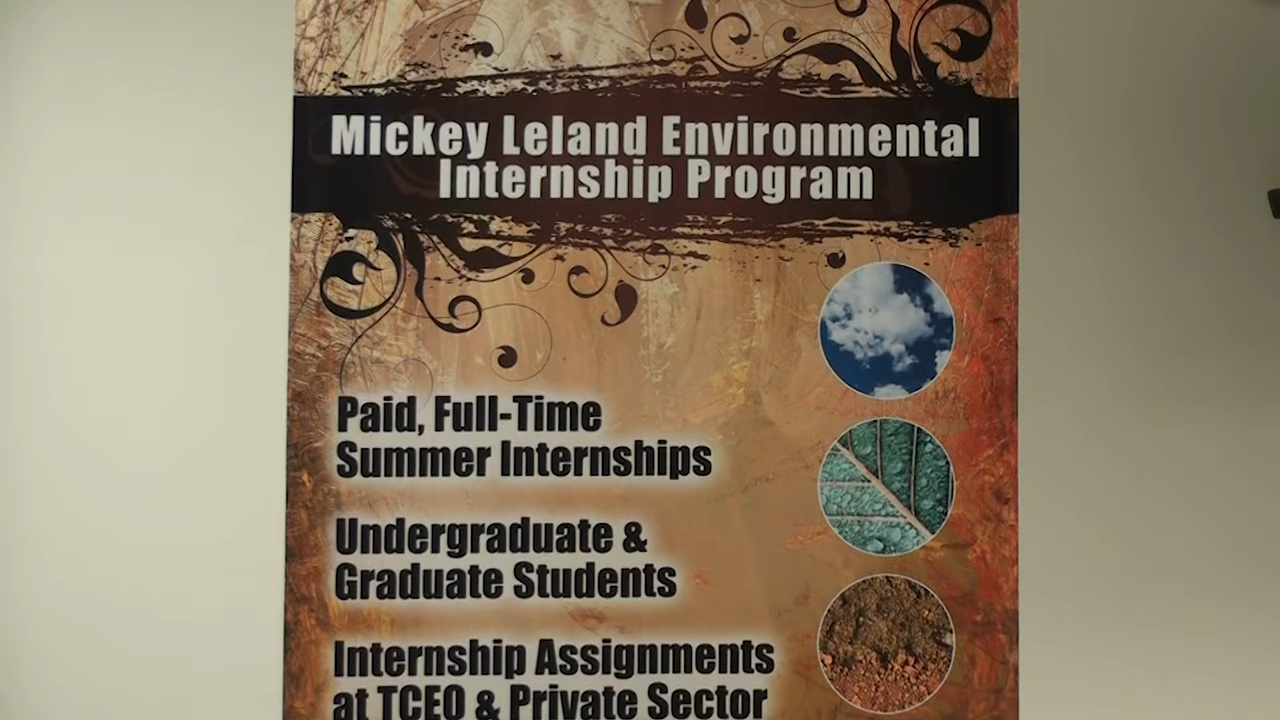 Mickey Leland Environmental
Internship Program
Paid, Full-Time
Summer Internships
Undergraduate &
Graduate Students
Internship Assignments
at TCEQ & Private Sector